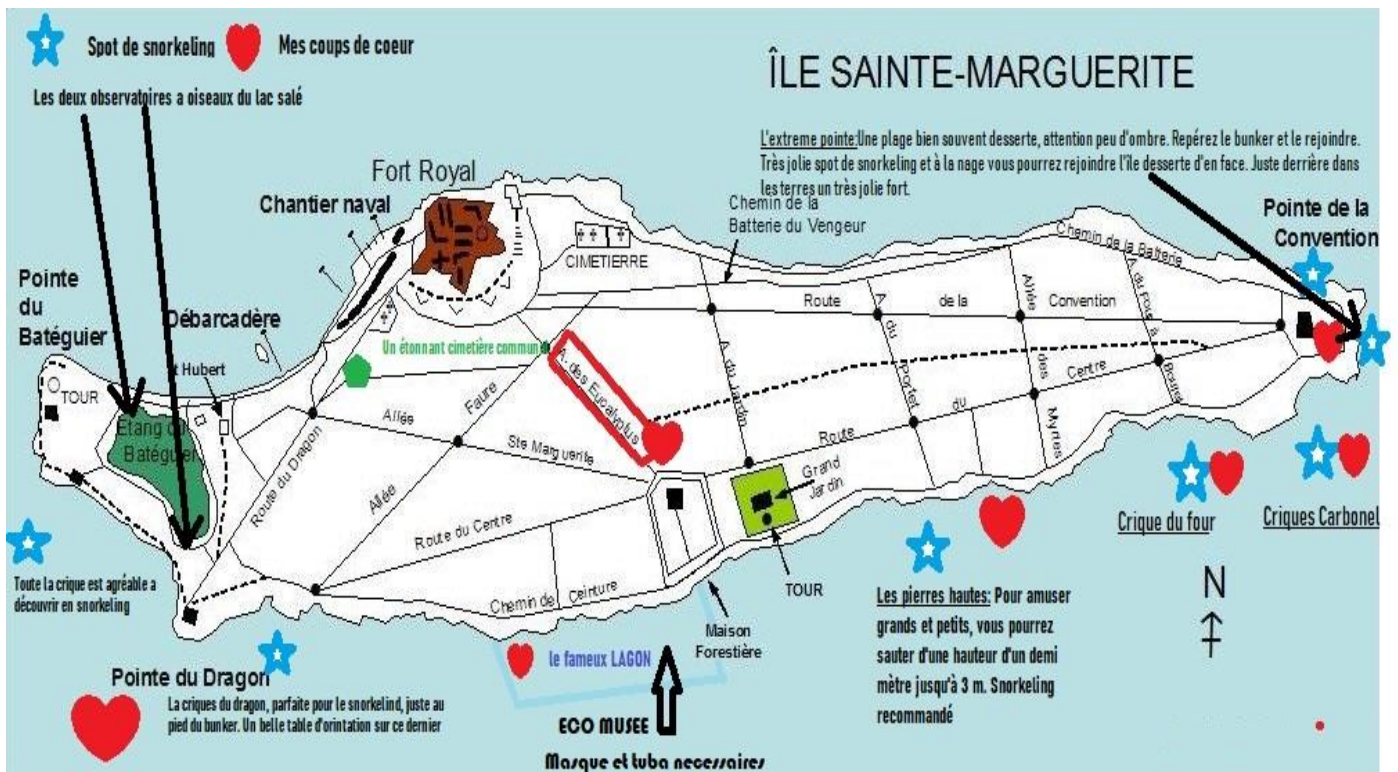 Spot de snorkeling
Mes coups de coeur
Les deux observatoires a oiseaux du lac salé
ÎLE SAINTE-MARGUERITE
L'extreme pointe:Une plage bien souvent desserte, attention peu d'ombre. Repérez le bunker et le rejoindre.
Très jolie spot de snorkeling et à la nage vous pourrez rejoindre l'île desserte d'en face. Juste derrière dans
les terres un très jolie fort.
Fort Royal
Chantier naval
Chemin de la
Batterie du Vengeur
Pointe de la
Convention
CIMETIERRE
Chemin de la Batterie
Pointe
du
Batéguier
Débarcadère
Route
de la
Convention
Un étonnant cimetière commun
t Hubert
TOUR
A. des Eucalyptus
A. du Jardin
A. du Portet
Allée des Myrtes
du Four à Boulet
Etang du
Batéguier
Allée
Ste Marguerite
Allée
Faure
Route du Dragon
Route
du
Centre
Grand
Jardin
Route du Centre
Chemin de Ceinture
TOUR
Maison
Forestière
Crique du four
Criques Carbonel
N
Toute la crique est agréable a
découvrir en snorkeling
Les pierres hautes: Pour amuser
grands et petits, vous pourrez
sauter d'une hauteur d'un demi
mètre jusqu'à 3 m. Snorkeling
recommandé
le fameux LAGON
Pointe du Dragon
La criques du dragon, parfaite pour le snorkelind, juste au
pied du bunker. Un belle table d'orintation sur ce dernier
ECO MUSEE
Masque et tuba necessaires